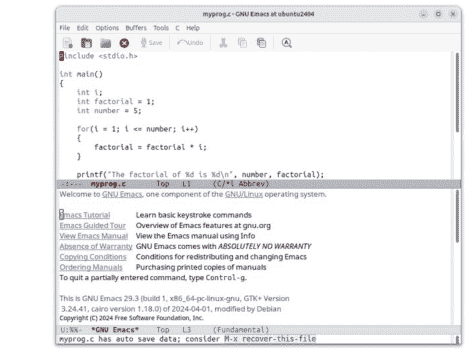 myprog.c - GNU Emacs at ubuntu2404
File Edit Options Buffers Tools C Help
Save Undo
#include <stdio.h>
int main()
{
int i;
int factorial = 1;
int number = 5;
for(i = 1; i <= number; i++)
{
factorial = factorial * i;
}
printf("The factorial of %d is %d\n", number, factorial);
-:--- myprog.c Top L1 (C/*l Abbrev)
Welcome to GNU Emacs, one component of the GNU/Linux operating system.
Emacs Tutorial Learn basic keystroke commands
Emacs Guided Tour Overview of Emacs features at gnu.org
View Emacs Manual View the Emacs manual using Info
Absence of Warranty GNU Emacs comes with ABSOLUTELY NO WARRANTY
Copying Conditions Conditions for redistributing and changing Emacs
Ordering Manuals Purchasing printed copies of manuals
To quit a partially entered command, type Control-g.
This is GNU Emacs 29.3 (build 1, x86_64-pc-linux-gnu, GTK+ Version
3.24.41, cairo version 1.18.0) of 2024-04-01, modified by Debian
Copyright (C) 2024 Free Software Foundation, Inc.
U:%%- *GNU Emacs* Top L3 (Fundamental)
myprog.c has auto save data; consider M-x recover-this-file